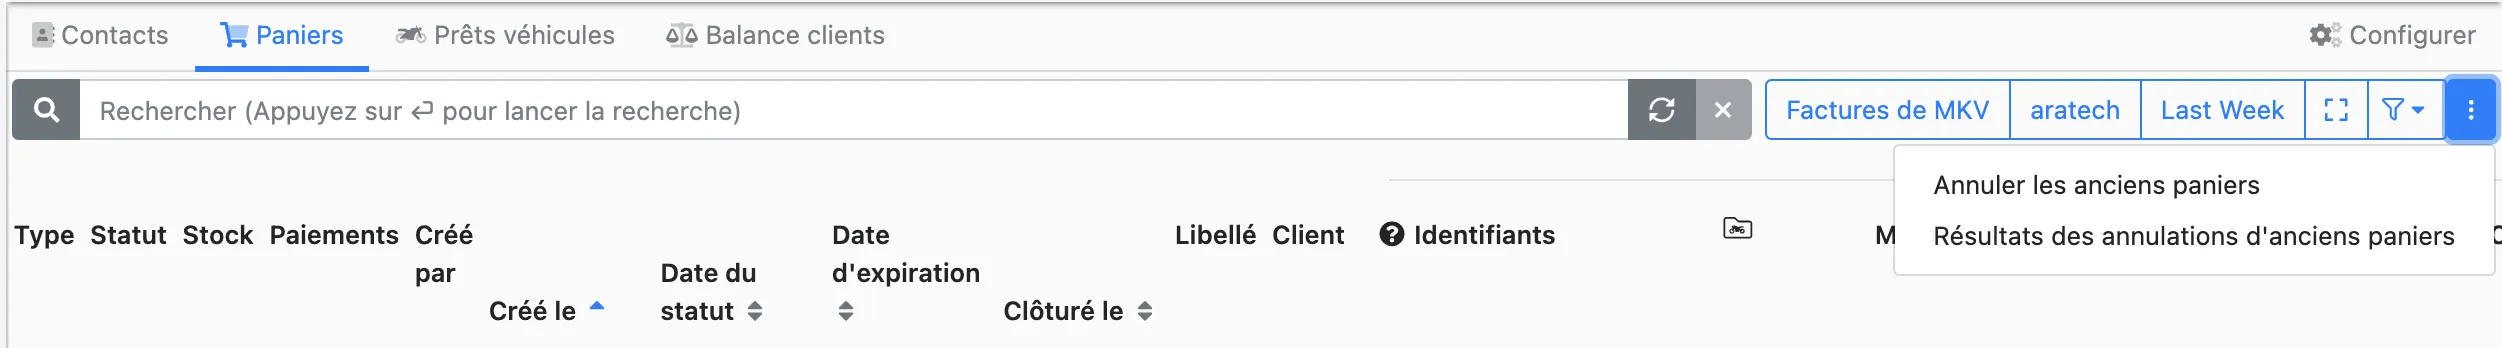 Contacts Paniers Prêts véhicules Balance clients Configurer
Rechercher (Appuyez sur ↵ pour lancer la recherche) Factures de MKV aratech Last Week
Annuler les anciens paniers
Résultats des annulations d'anciens paniers
Type Statut Stock Paiements Créé par Créé le Date du statut Date d'expiration Clôturé le Libellé Client Identifiants